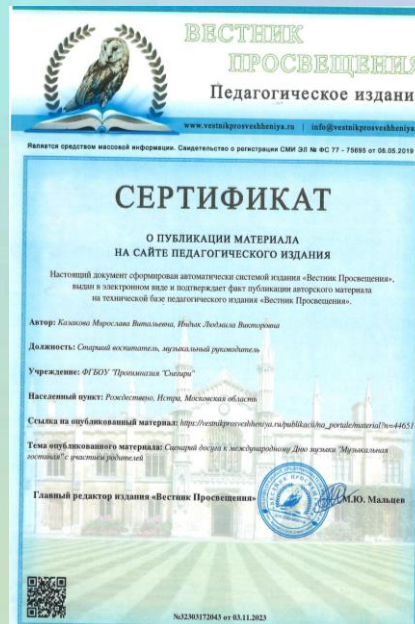 ВЕСТНИК
ПРОСВЕЩЕНИЯ
Педагогическое издани
www.vestnikprosveshheniya.ru | info@vestnikprosveshheniya
Является средством массовой информации. Свидетельство о регистрации СМИ ЭЛ № ФС 77 - 75695 от 06.05.2019
СЕРТИФИКАТ
О ПУБЛИКАЦИИ МАТЕРИАЛА
НА САЙТЕ ПЕДАГОГИЧЕСКОГО ИЗДАНИЯ
Настоящий документ сформирован автоматически системой издания «Вестник Просвещения»,
выдан в электронном виде и подтверждает факт публикации авторского материала
на технической базе педагогического издания «Вестник Просвещения».
Автор: Казакова Мирослава Витальевна, Индык Людмила Викторовна
Должность: Старший воспитатель, музыкальный руководитель
Учреждение: ФГБОУ "Прогимназия "Снегири"
Населенный пункт: Рождествено, Истра, Московская область
Ссылка на опубликованный материал: https://vestnikprosveshheniya.ru/publikacii/na_portale/material?n=44651
Тема опубликованного материала: Сценарий досуга к международному Дню музыки "Музыкальная
гостиная" с участием родителей
Главный редактор издания «Вестник Просвещения»
М.Ю. Мальцев
№32303172043 от 03.11.2023